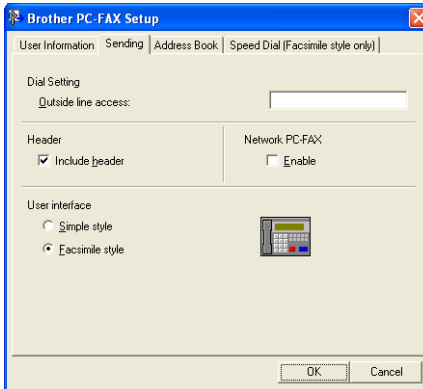 Brother PC-FAX Setup
User Information Sending Address Book Speed Dial (Facsimile style only)
Dial Setting
Outside line access:
Header Network PC-FAX
Include header Enable
User interface
Simple style
Facsimile style
OK Cancel